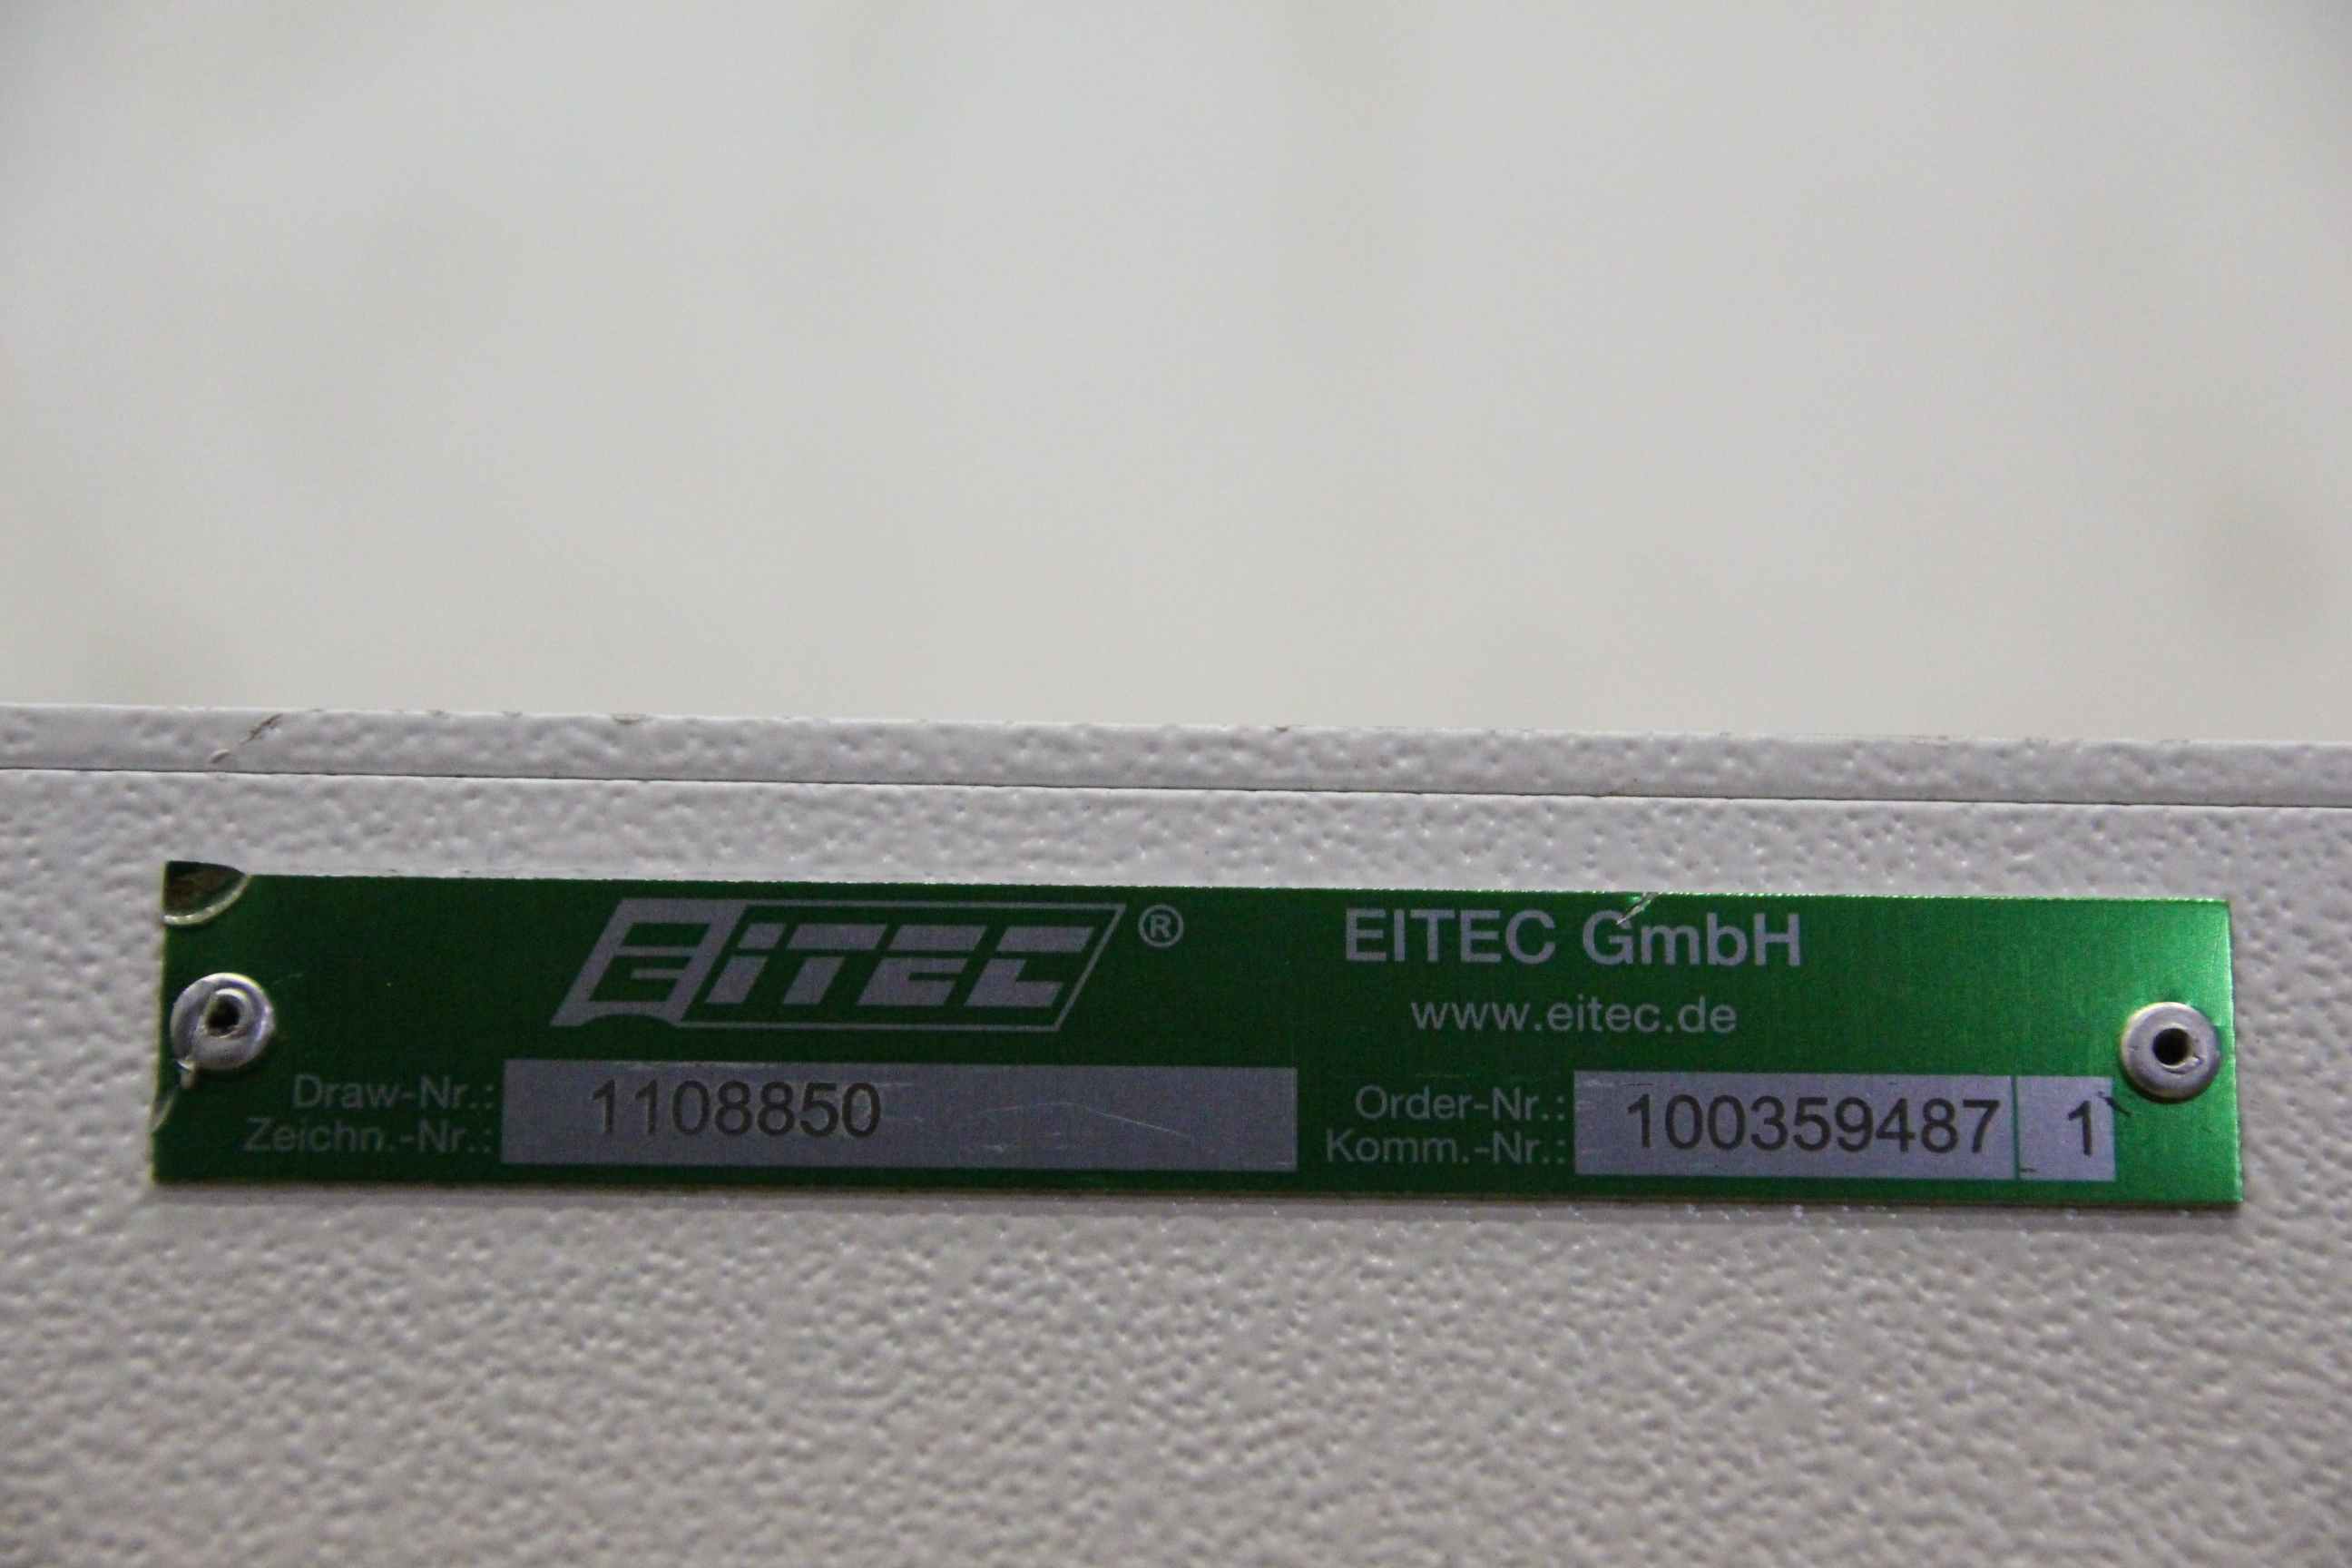 EITEC® EITEC GmbH
www.eitec.de
Draw-Nr.: 1108850
Zeichn.-Nr.:
Order-Nr.: 100359487 1
Komm.-Nr.: